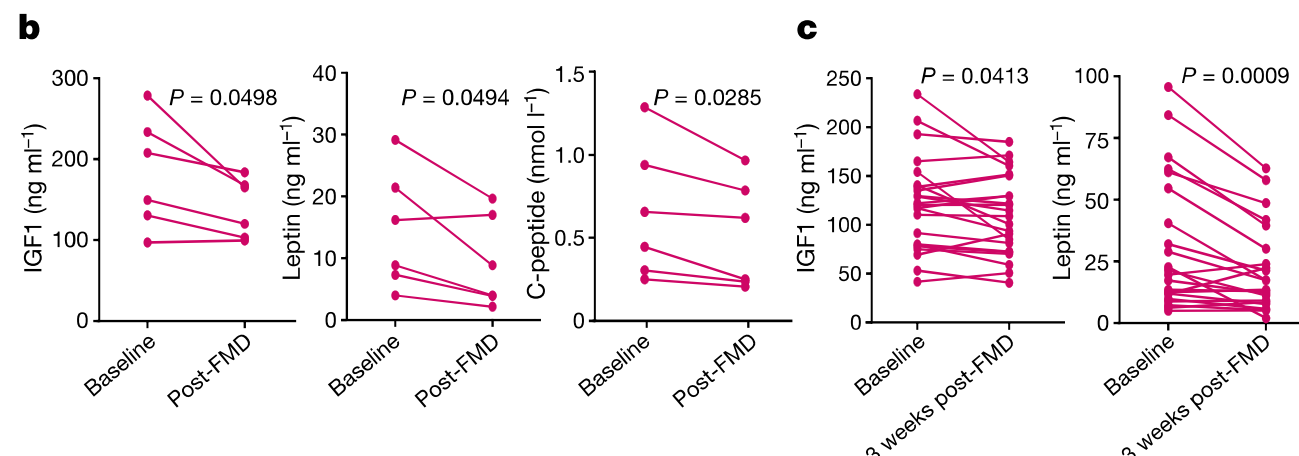 b
c
IGF1 (ng ml⁻¹)
300
200
100
0
P = 0.0498
Baseline
Post-FMD
Leptin (ng ml⁻¹)
40
30
20
10
0
P = 0.0494
Baseline
Post-FMD
C-peptide (nmol l⁻¹)
1.5
1.0
0.5
0
P = 0.0285
Baseline
Post-FMD
IGF1 (ng ml⁻¹)
250
200
150
100
50
0
P = 0.0413
Baseline
3 weeks post-FMD
Leptin (ng ml⁻¹)
100
75
50
25
0
P = 0.0009
Baseline
3 weeks post-FMD